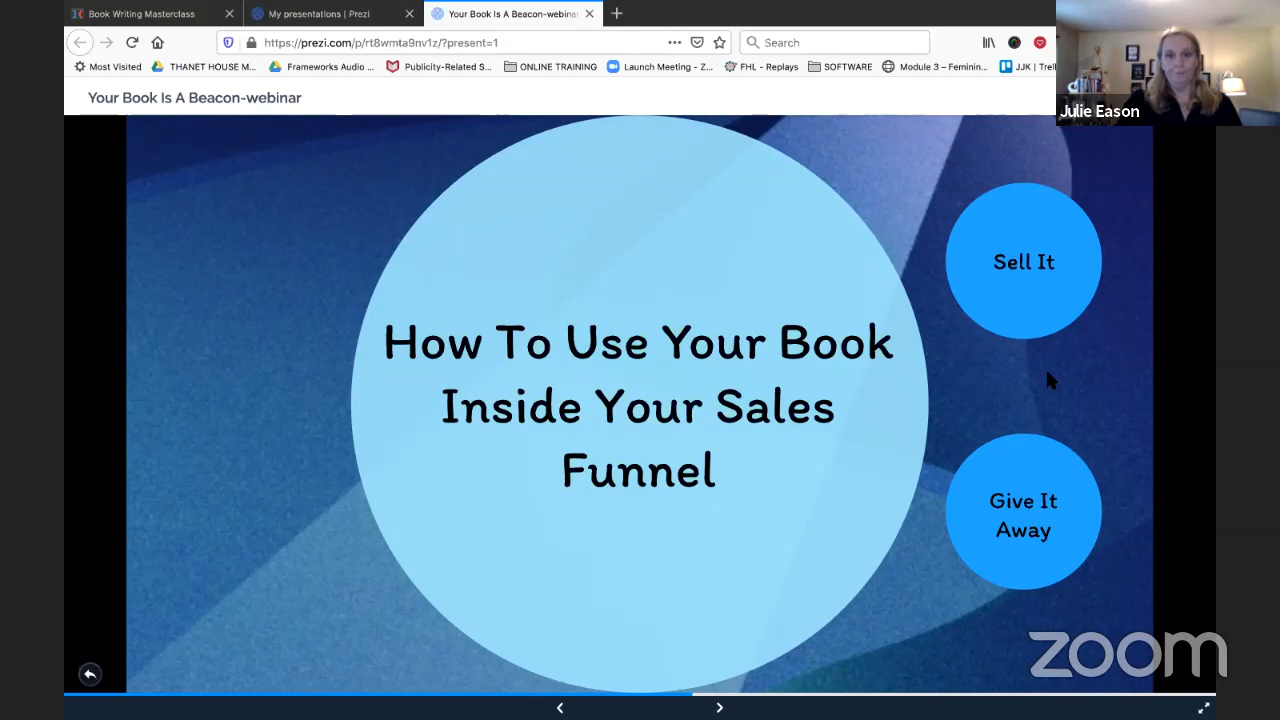 Book Writing Masterclass
My presentations | Prezi
Your Book Is A Beacon-webinar
https://prezi.com/p/rt8wmta9nv1z/?present=1
Search
Most Visited
THANET HOUSE M...
Frameworks Audio ...
Publicity-Related S...
ONLINE TRAINING
Launch Meeting - Z...
FHL - Replays
SOFTWARE
Module 3 – Feminin...
JJK | Trell
Your Book Is A Beacon-webinar
Julie Eason
How To Use Your Book
Inside Your Sales
Funnel
Sell It
Give It
Away
zoom